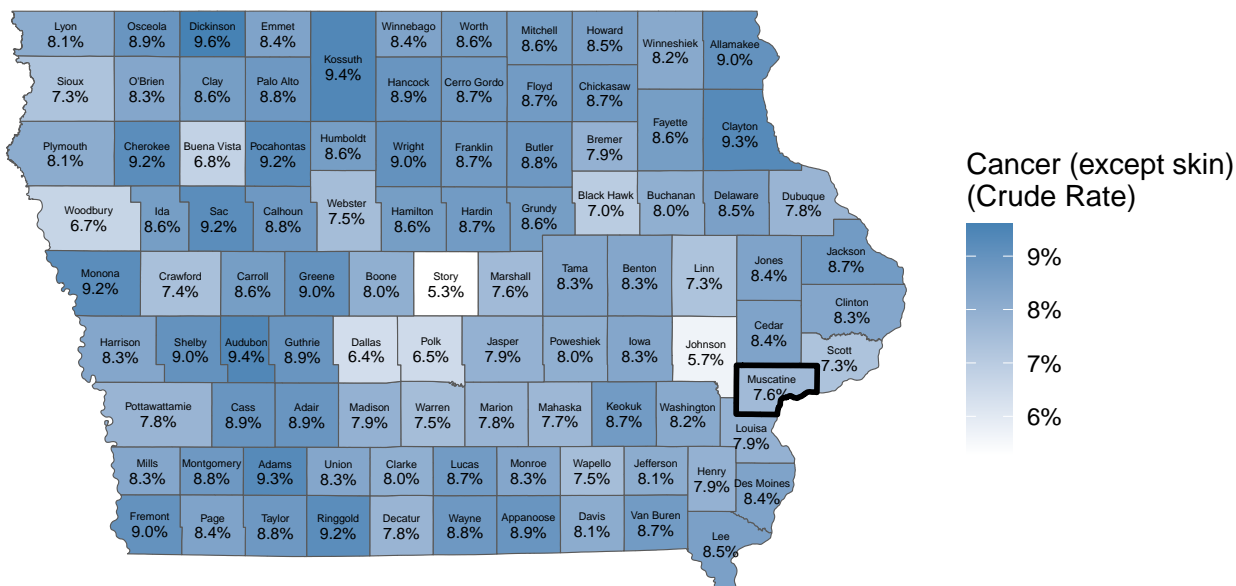 Lyon Osceola Dickinson Emmet Winnebago Worth Mitchell Howard Winneshiek Allamakee
8.1% 8.9% 9.6% 8.4% 8.4% 8.6% 8.6% 8.5% 8.2% 9.0%
Kossuth
9.4%
Sioux O'Brien Clay Palo Alto Hancock Cerro Gordo Floyd Chickasaw
7.3% 8.3% 8.6% 8.8% 8.9% 8.7% 8.7% 8.7%
Fayette Clayton
8.6% 9.3%
Plymouth Cherokee Buena Vista Pocahontas Humboldt Wright Franklin Butler Bremer
8.1% 9.2% 6.8% 9.2% 8.6% 9.0% 8.7% 8.8% 7.9%
Cancer (except skin)
(Crude Rate)
Woodbury Ida Sac Calhoun Webster Hamilton Hardin Grundy Black Hawk Buchanan Delaware Dubuque
6.7% 8.6% 9.2% 8.8% 7.5% 8.6% 8.7% 8.6% 7.0% 8.0% 8.5% 7.8%
9%
8%
7%
6%
Monona Crawford Carroll Greene Boone Story Marshall Tama Benton Linn Jones Jackson
9.2% 7.4% 8.6% 9.0% 8.0% 5.3% 7.6% 8.3% 8.3% 7.3% 8.4% 8.7%
Clinton
8.3%
Harrison Shelby Audubon Guthrie Dallas Polk Jasper Poweshiek Iowa Johnson Cedar Scott
8.3% 9.0% 9.4% 8.9% 6.4% 6.5% 7.9% 8.0% 8.3% 5.7% 8.4% 7.3%
Muscatine
7.6%
Pottawattamie Cass Adair Madison Warren Marion Mahaska Keokuk Washington Louisa
7.8% 8.9% 8.9% 7.9% 7.5% 7.8% 7.7% 8.7% 8.2% 7.9%
Mills Montgomery Adams Union Clarke Lucas Monroe Wapello Jefferson Henry Des Moines
8.3% 8.8% 9.3% 8.3% 8.0% 8.7% 8.3% 7.5% 8.1% 7.9% 8.4%
Fremont Page Taylor Ringgold Decatur Wayne Appanoose Davis Van Buren Lee
9.0% 8.4% 8.8% 9.2% 7.8% 8.8% 8.9% 8.1% 8.7% 8.5%